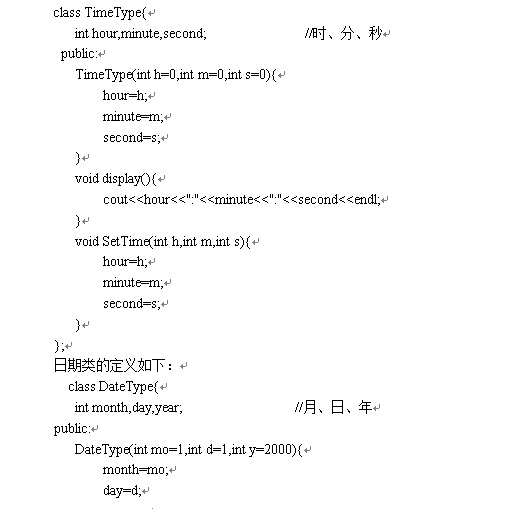 class TimeType{
int hour,minute,second; //时、分、秒
public:
TimeType(int h=0,int m=0,int s=0){
hour=h;
minute=m;
second=s;
}
void display(){
cout<<hour<<":"<<minute<<":"<<second<<endl;
}
void SetTime(int h,int m,int s){
hour=h;
minute=m;
second=s;
}
};
日期类的定义如下：
class DateType{
int month,day,year; //月、日、年
public:
DateType(int mo=1,int d=1,int y=2000){
month=mo;
day=d;